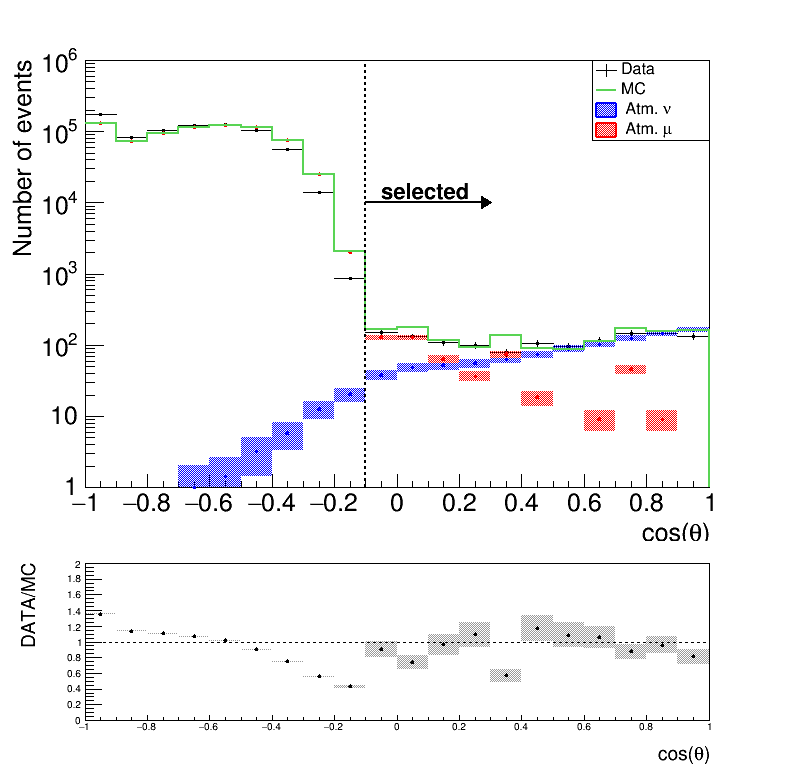 Number of events
10^6
10^5
10^4
10^3
10^2
10
1
Data
MC
Atm. ν
Atm. μ
selected
−1 −0.8 −0.6 −0.4 −0.2 0 0.2 0.4 0.6 0.8 1
cos(θ)
DATA/MC
2
1.8
1.6
1.4
1.2
1
0.8
0.6
0.4
0.2
0
−1 −0.8 −0.6 −0.4 −0.2 0 0.2 0.4 0.6 0.8 1
cos(θ)